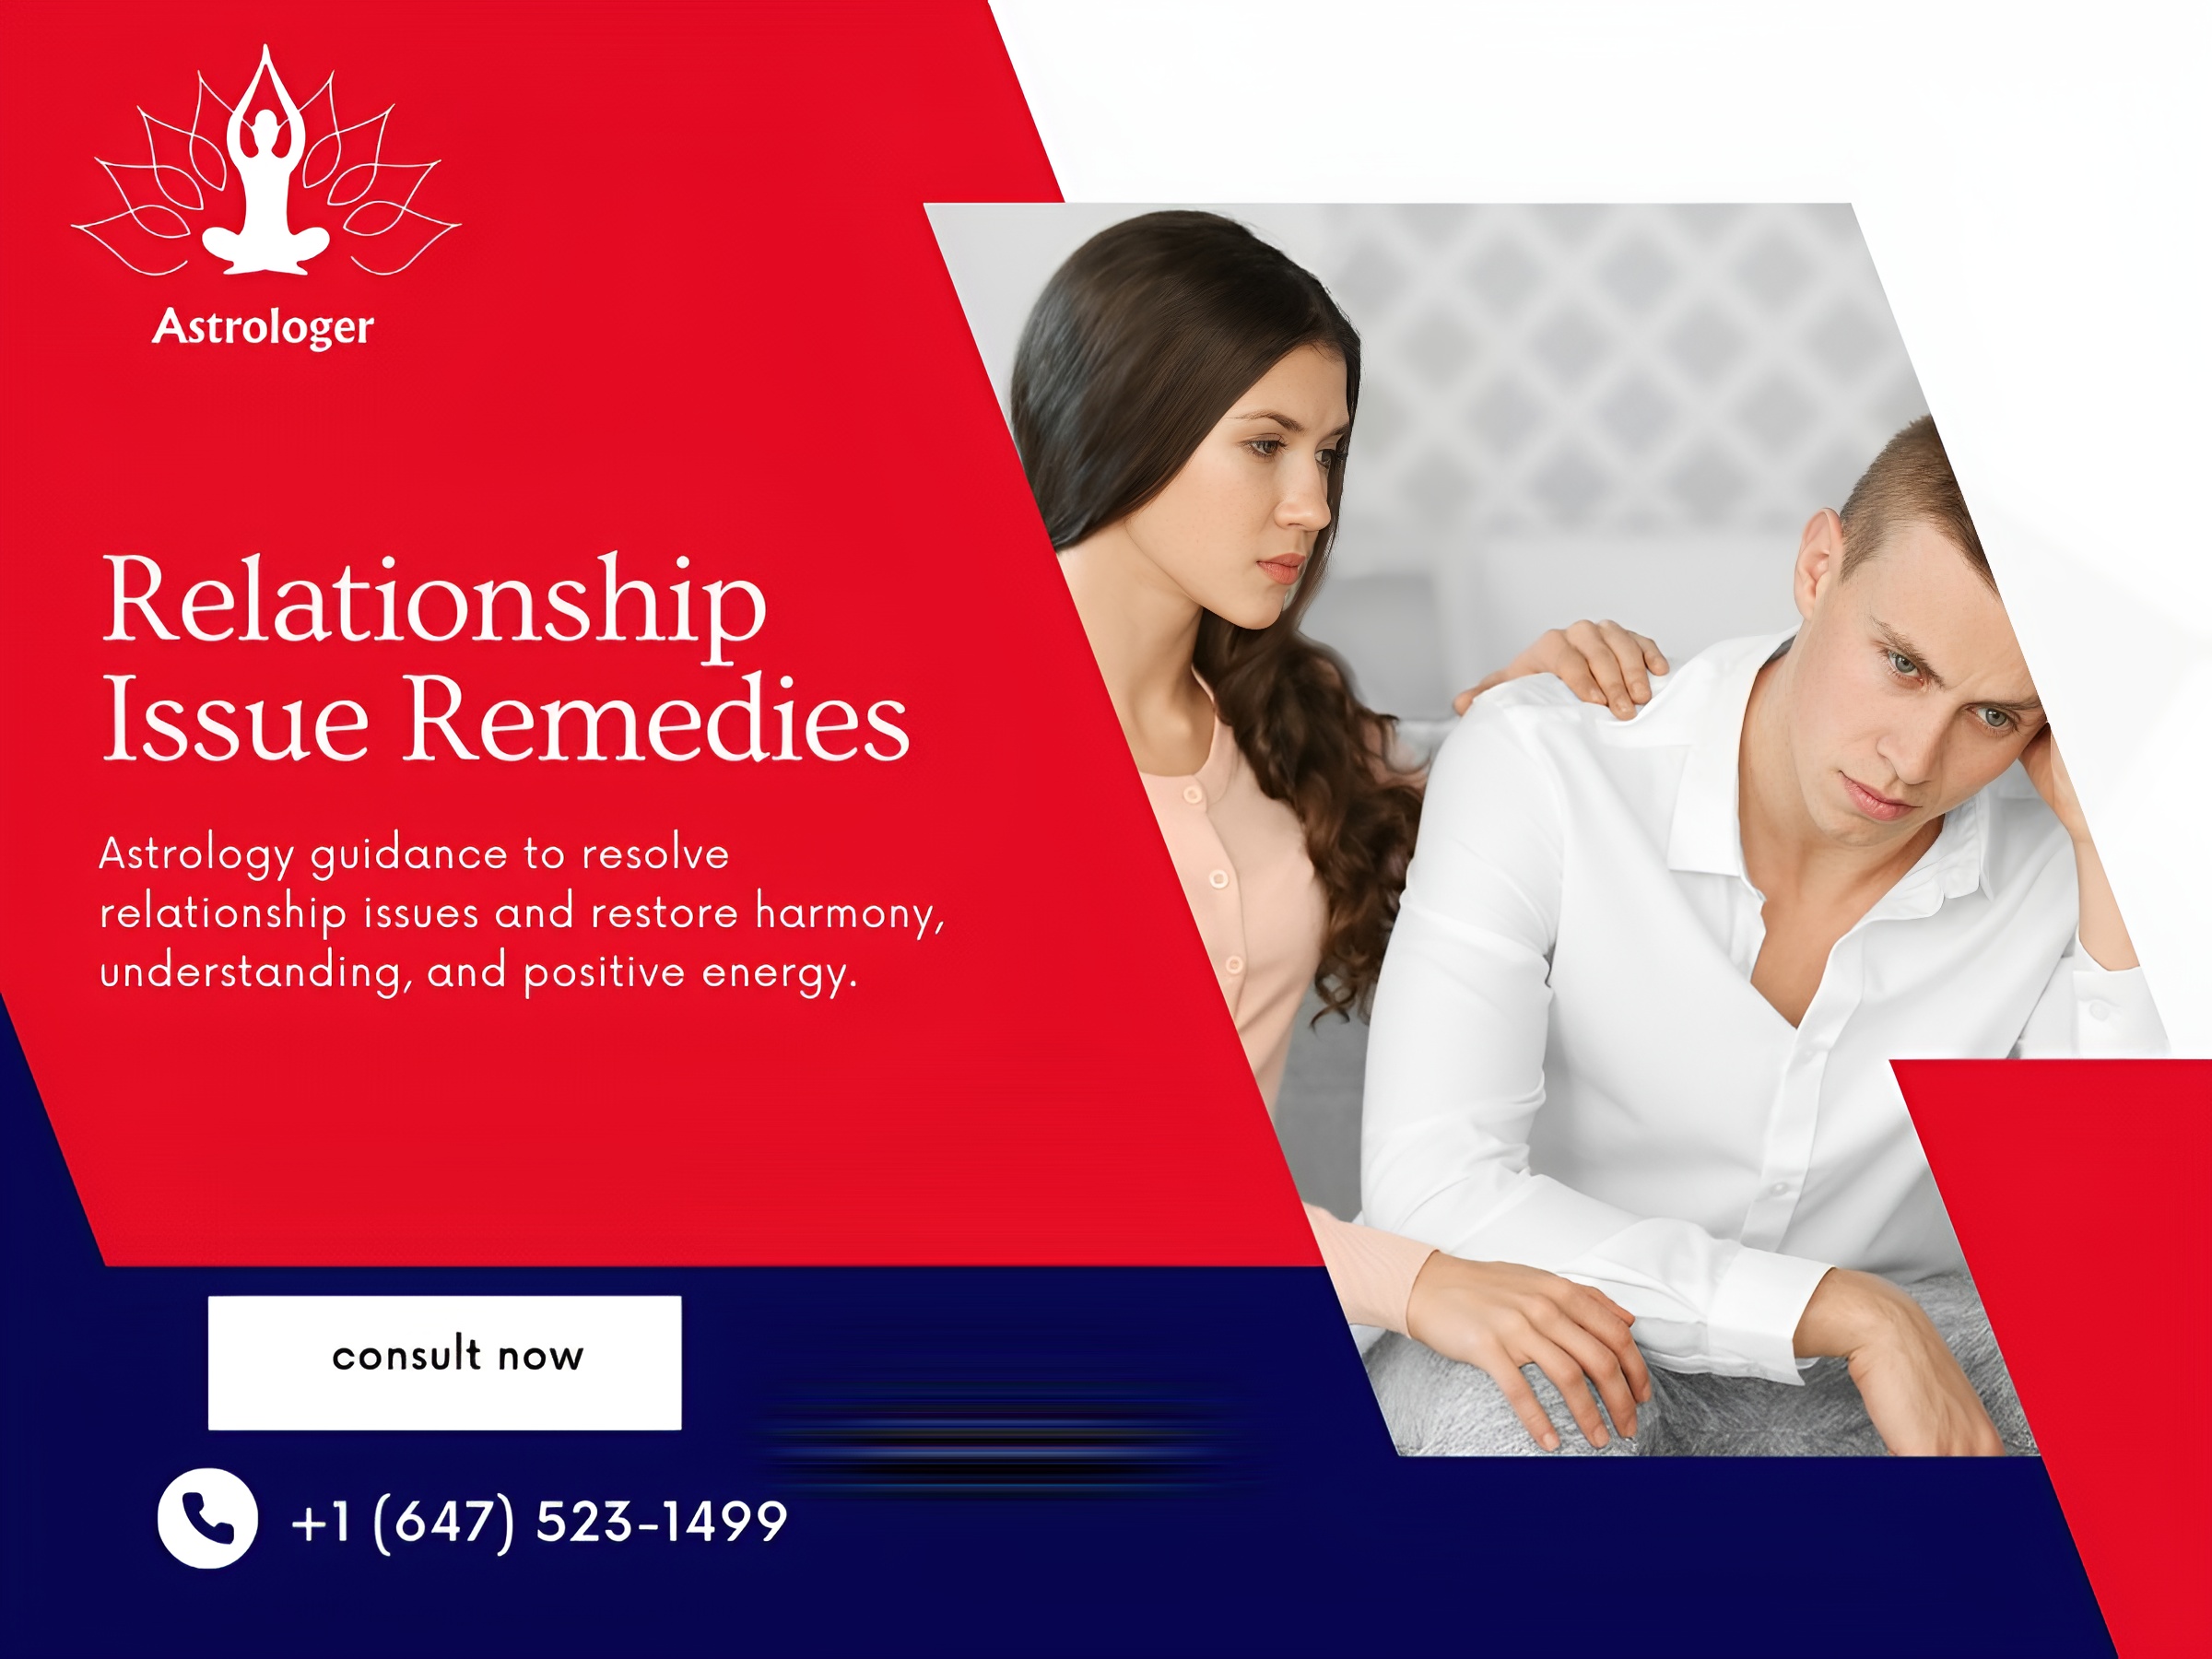 Astrologer
Relationship
Issue Remedies
Astrology guidance to resolve
relationship issues and restore harmony,
understanding, and positive energy.
consult now
+1 (647) 523-1499